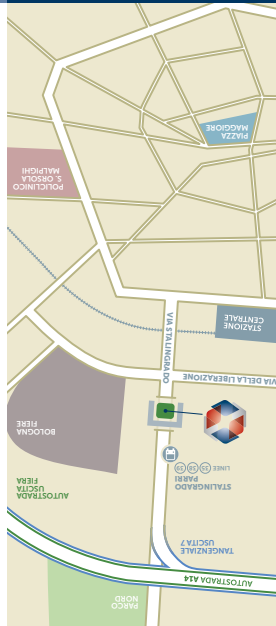 PARCO
NORD
AUTOSTRADA A14
TANGENZIALE
USCITA 7
AUTOSTRADA
USCITA
FIERA
STALINGRADO
PARRI
LINEE 25 38 39
BOLOGNA
FIERE
VIA DELLA LIBERAZIONE
VIA STALINGRADO
STAZIONE
CENTRALE
POLICLINICO
S. ORSOLA
MALPIGHI
PIAZZA
MAGGIORE